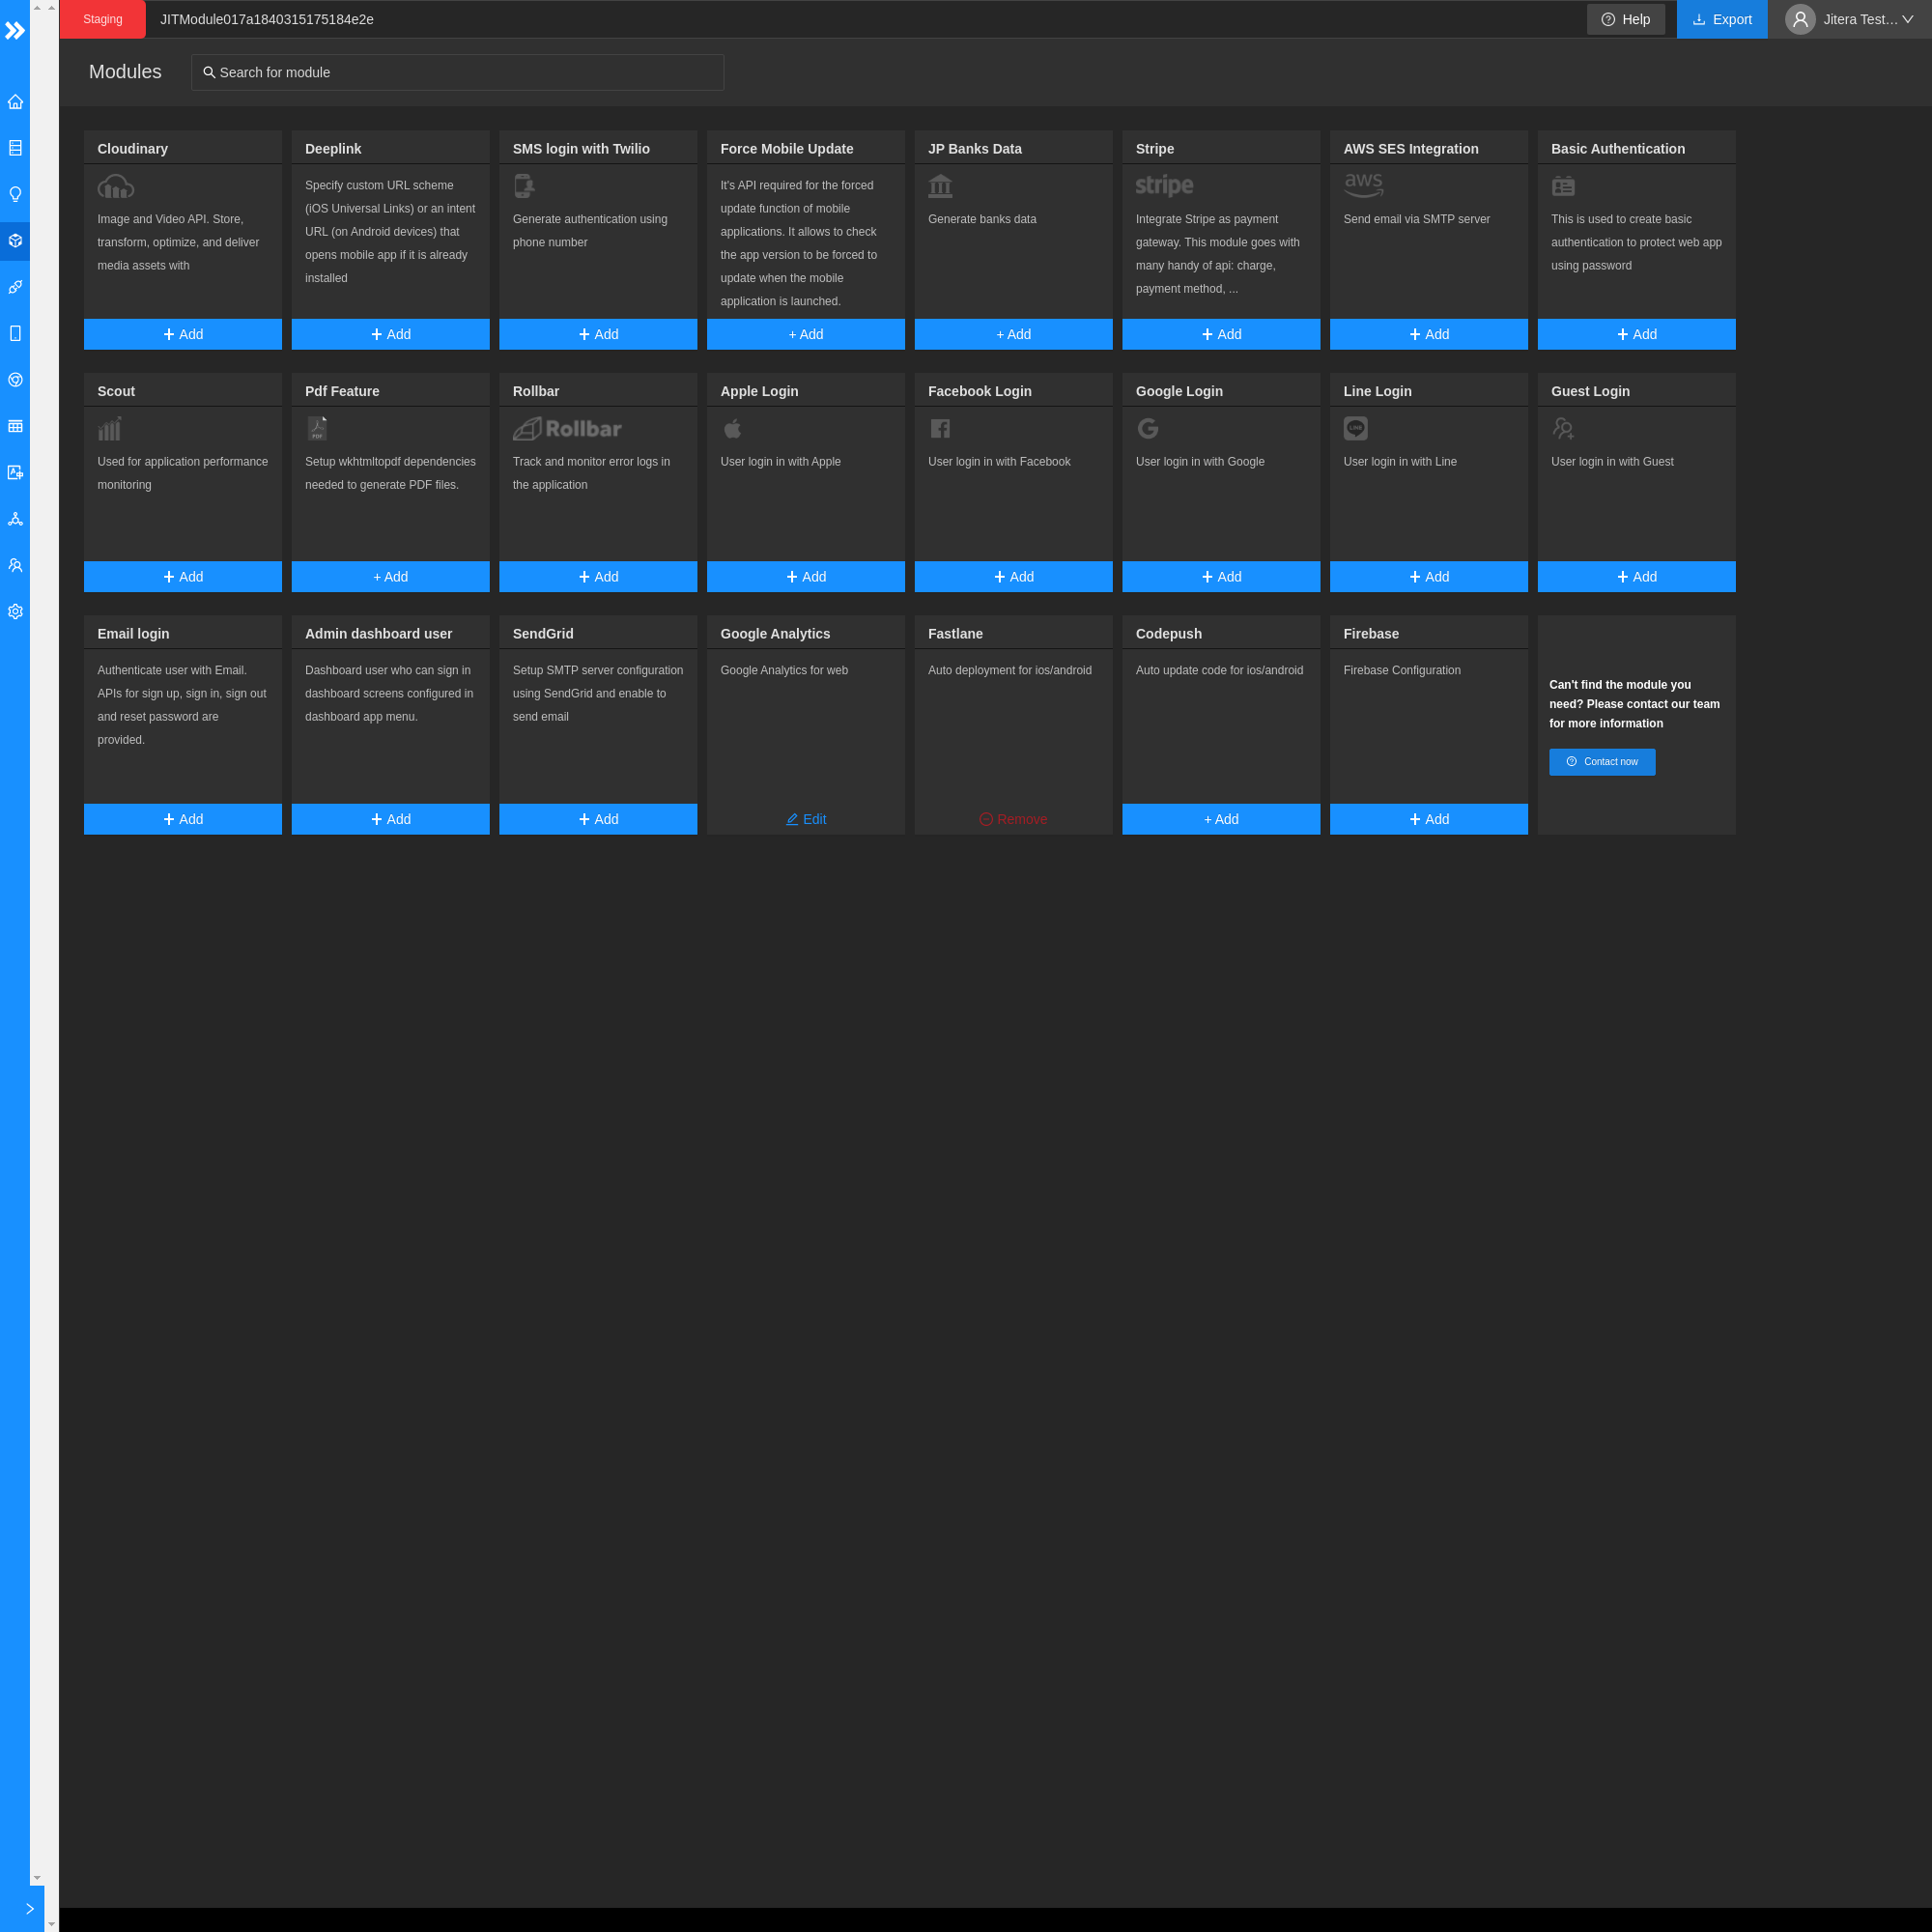 Staging
JITModule017a1840315175184e2e
Help
Export
Jitera Test…
Modules
Search for module
Cloudinary
Image and Video API. Store,
transform, optimize, and deliver
media assets with
+ Add
Deeplink
Specify custom URL scheme
(iOS Universal Links) or an intent
URL (on Android devices) that
opens mobile app if it is already
installed
+ Add
SMS login with Twilio
Generate authentication using
phone number
+ Add
Force Mobile Update
It's API required for the forced
update function of mobile
applications. It allows to check
the app version to be forced to
update when the mobile
application is launched.
+ Add
JP Banks Data
Generate banks data
+ Add
Stripe
stripe
Integrate Stripe as payment
gateway. This module goes with
many handy of api: charge,
payment method, ...
+ Add
AWS SES Integration
aws
Send email via SMTP server
+ Add
Basic Authentication
This is used to create basic
authentication to protect web app
using password
+ Add
Scout
Used for application performance
monitoring
+ Add
Pdf Feature
PDF
Setup wkhtmltopdf dependencies
needed to generate PDF files.
+ Add
Rollbar
Rollbar
Track and monitor error logs in
the application
+ Add
Apple Login
User login in with Apple
+ Add
Facebook Login
User login in with Facebook
+ Add
Google Login
G
User login in with Google
+ Add
Line Login
LINE
User login in with Line
+ Add
Guest Login
User login in with Guest
+ Add
Email login
Authenticate user with Email.
APIs for sign up, sign in, sign out
and reset password are
provided.
+ Add
Admin dashboard user
Dashboard user who can sign in
dashboard screens configured in
dashboard app menu.
+ Add
SendGrid
Setup SMTP server configuration
using SendGrid and enable to
send email
+ Add
Google Analytics
Google Analytics for web
Edit
Fastlane
Auto deployment for ios/android
Remove
Codepush
Auto update code for ios/android
+ Add
Firebase
Firebase Configuration
+ Add
Can't find the module you
need? Please contact our team
for more information
Contact now